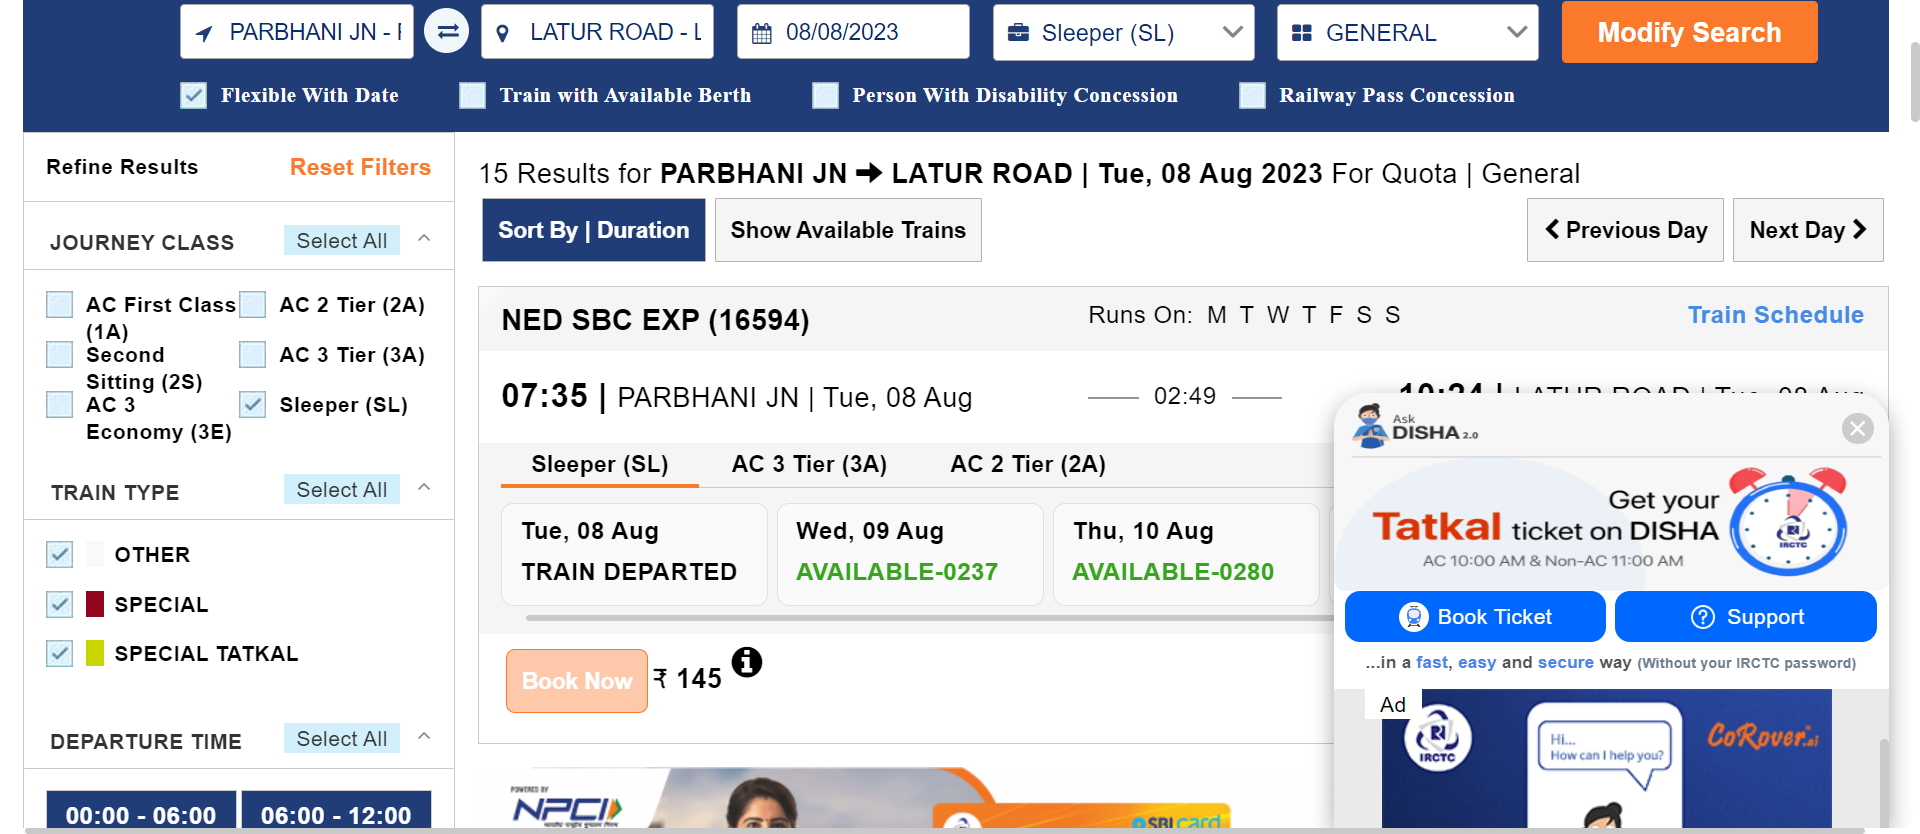 PARBHANI JN -
LATUR ROAD - L
08/08/2023
Sleeper (SL)
GENERAL
Modify Search
Flexible With Date
Train with Available Berth
Person With Disability Concession
Railway Pass Concession
Refine Results
Reset Filters
JOURNEY CLASS
Select All
AC First Class (1A)
AC 2 Tier (2A)
Second Sitting (2S)
AC 3 Tier (3A)
AC 3 Economy (3E)
Sleeper (SL)
TRAIN TYPE
Select All
OTHER
SPECIAL
SPECIAL TATKAL
DEPARTURE TIME
Select All
00:00 - 06:00
06:00 - 12:00
15 Results for PARBHANI JN ➔ LATUR ROAD | Tue, 08 Aug 2023 For Quota | General
Sort By | Duration
Show Available Trains
Previous Day
Next Day
NED SBC EXP (16594)
Runs On: M T W T F S S
Train Schedule
07:35 | PARBHANI JN | Tue, 08 Aug
02:49
10:24 | LATUR ROAD | Tue, 08 Aug
Sleeper (SL)
AC 3 Tier (3A)
AC 2 Tier (2A)
Tue, 08 Aug
TRAIN DEPARTED
Wed, 09 Aug
AVAILABLE-0237
Thu, 10 Aug
AVAILABLE-0280
Book Now
₹ 145
POWERED BY
NPCI
SBI card
Ask
DISHA 2.0
Get your
Tatkal ticket on DISHA
AC 10:00 AM & Non-AC 11:00 AM
IRCTC
Book Ticket
Support
...in a fast, easy and secure way (Without your IRCTC password)
Ad
IRCTC
Hi...
How can I help you?
CoRover.ai